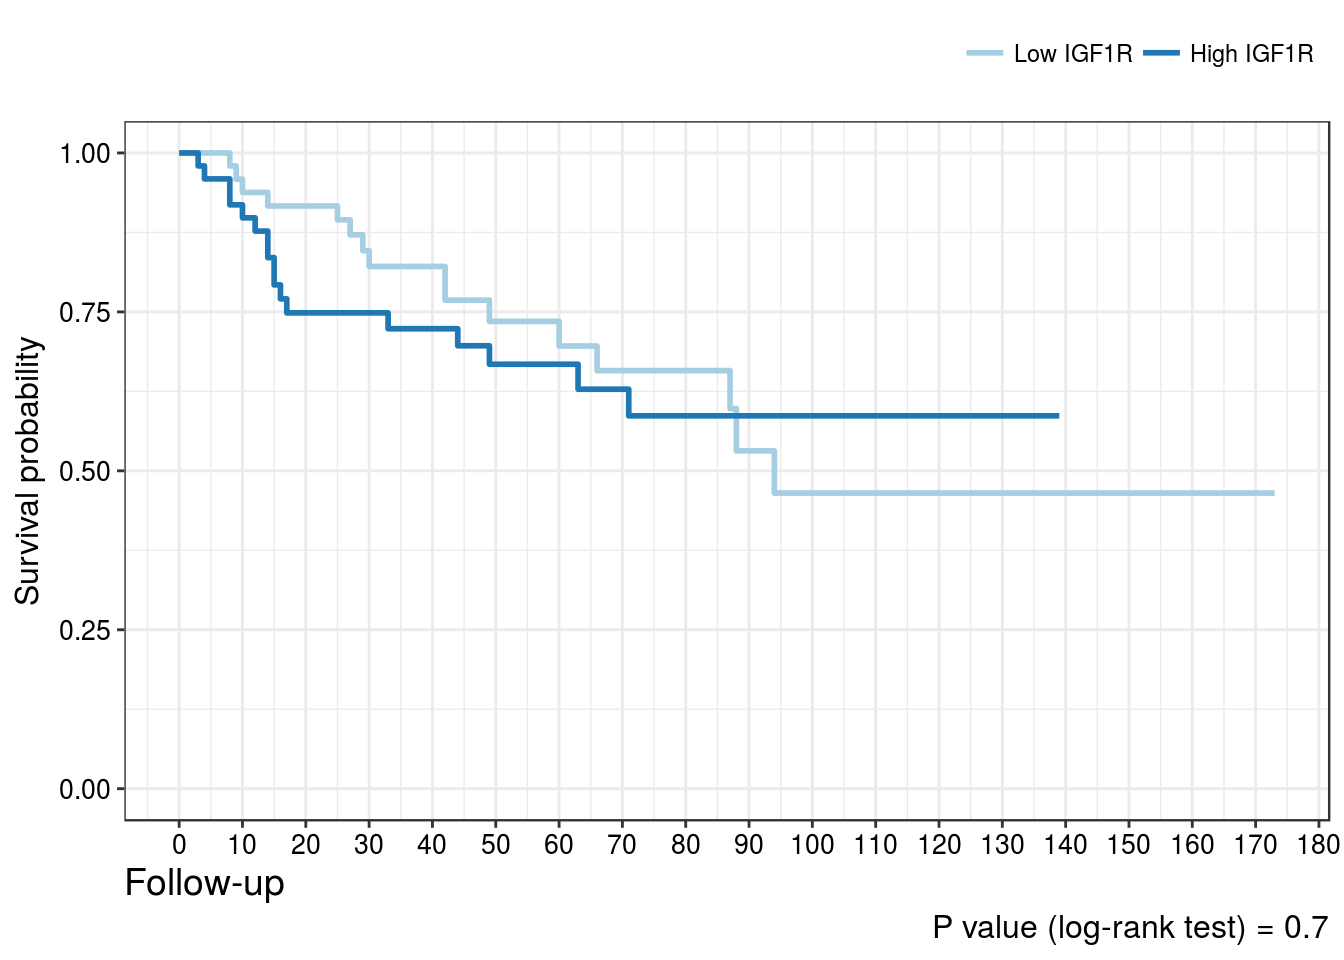 Low IGF1R High IGF1R
1.00
0.75
0.50
0.25
0.00
Survival probability
0 10 20 30 40 50 60 70 80 90 100 110 120 130 140 150 160 170 180
Follow-up
P value (log-rank test) = 0.7